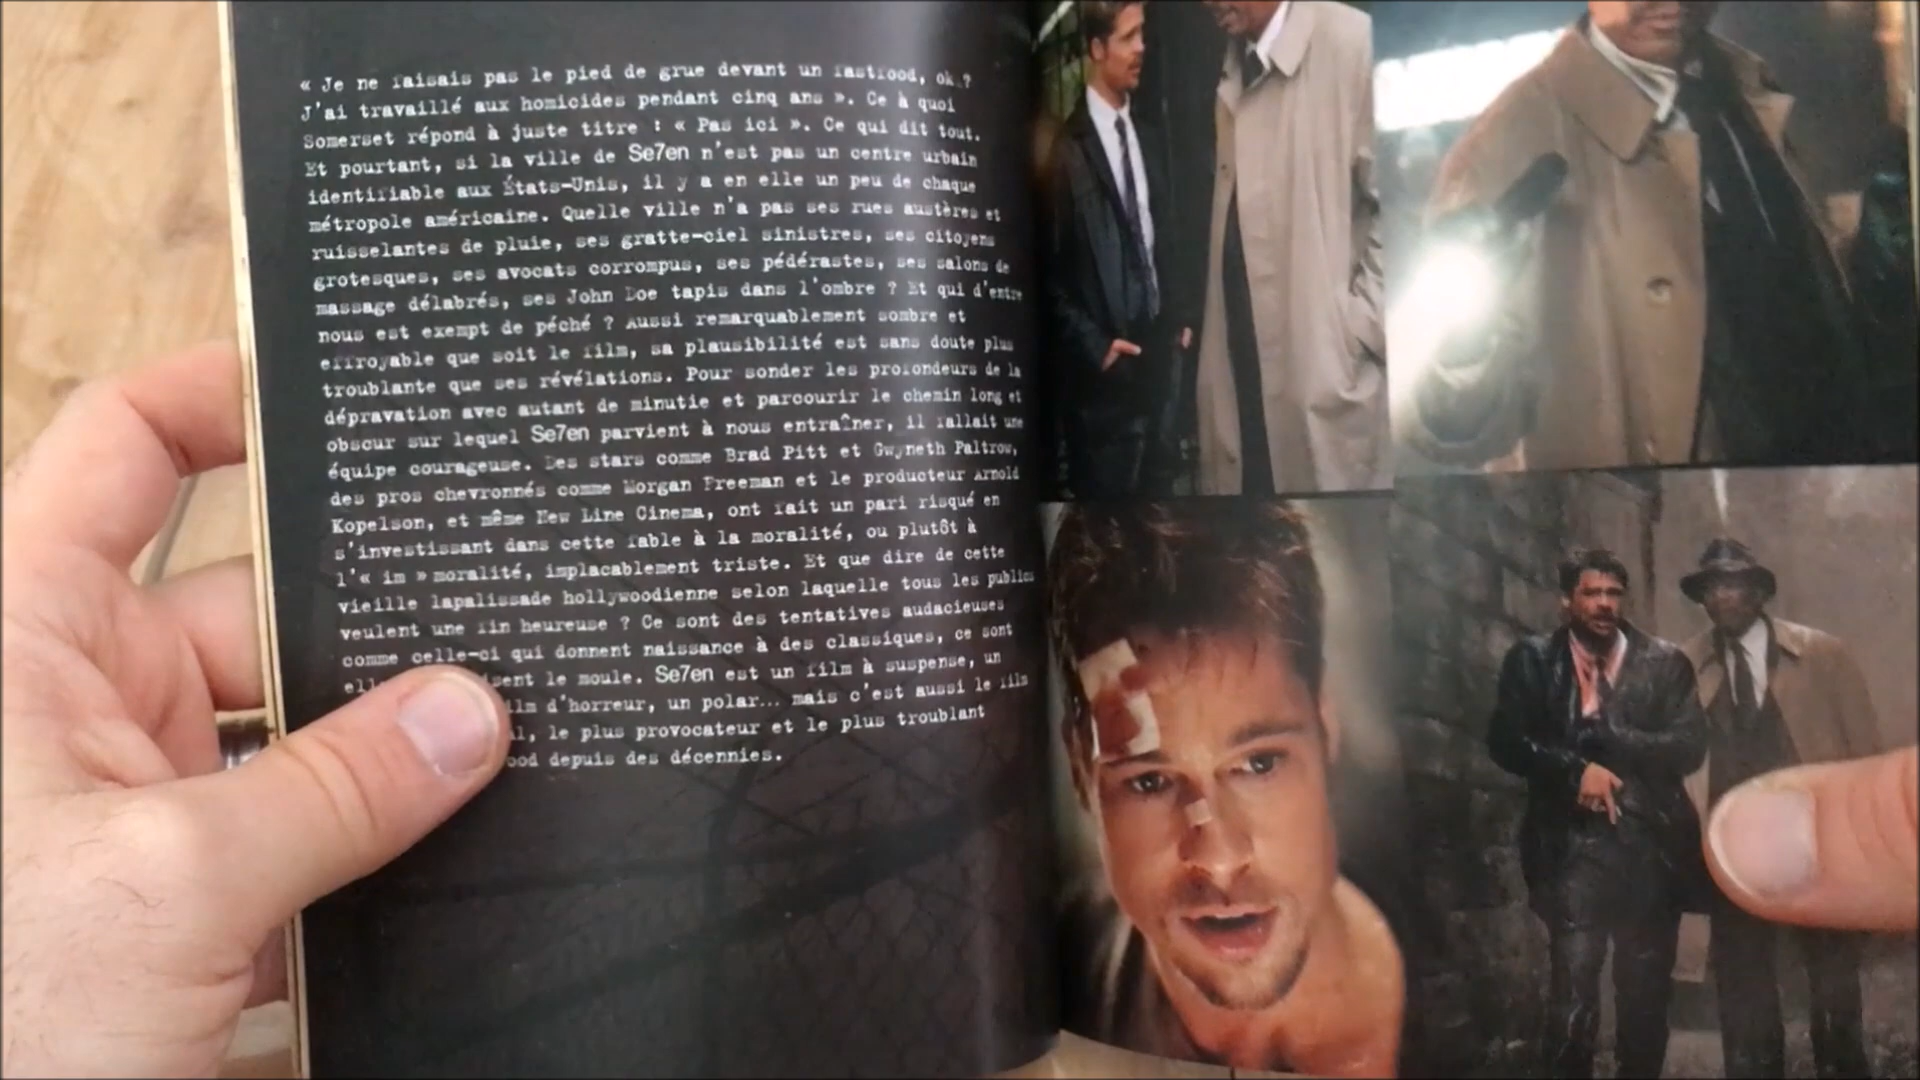 « Je ne faisais pas le pied de grue devant un fastfood, ok ?
J'ai travaillé aux homicides pendant cinq ans ». Ce à quoi
Somerset répond à juste titre : « Pas ici ». Ce qui dit tout.
Et pourtant, si la ville de Se7en n'est pas un centre urbain
identifiable aux États-Unis, il y a en elle un peu de chaque
métropole américaine. Quelle ville n'a pas ses rues austères et
ruisselantes de pluie, ses gratte-ciel sinistres, ses citoyens
grotesques, ses avocats corrompus, ses pédérastes, ses salons de
massage délabrés, ses John Doe tapis dans l'ombre ? Et qui d'entre
nous est exempt de péché ? Aussi remarquablement sombre et
effroyable que soit le film, sa plausibilité est sans doute plus
troublante que ses révélations. Pour sonder les profondeurs de la
dépravation avec autant de minutie et parcourir le chemin long et
obscur sur lequel Se7en parvient à nous entraîner, il fallait une
équipe courageuse. Des stars comme Brad Pitt et Gwyneth Paltrow,
des pros chevronnés comme Morgan Freeman et le producteur Arnold
Kopelson, et même New Line Cinema, ont fait un pari risqué en
s'investissant dans cette fable à la moralité, ou plutôt à
l'« im » moralité, implacablement triste. Et que dire de cette
vieille lapalissade hollywoodienne selon laquelle tous les publics
veulent une fin heureuse ? Ce sont des tentatives audacieuses
comme celle-ci qui donnent naissance à des classiques, ce sont
le moule. Se7en est un film à suspense, un
d'horreur, un polar... mais c'est aussi le film
le plus provocateur et le plus troublant
depuis des décennies.